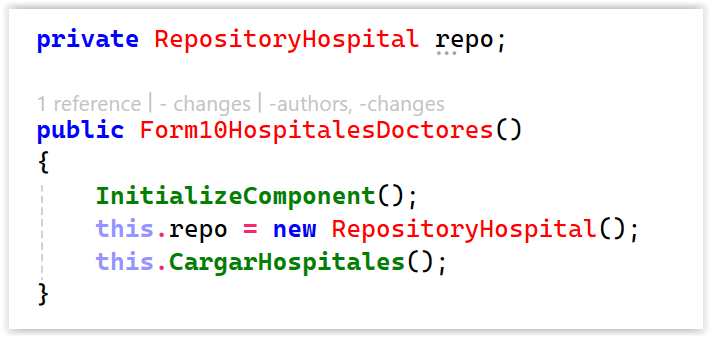 private RepositoryHospital repo;
1 reference | - changes | -authors, -changes
public Form10HospitalesDoctores()
{
InitializeComponent();
this.repo = new RepositoryHospital();
this.CargarHospitales();
}